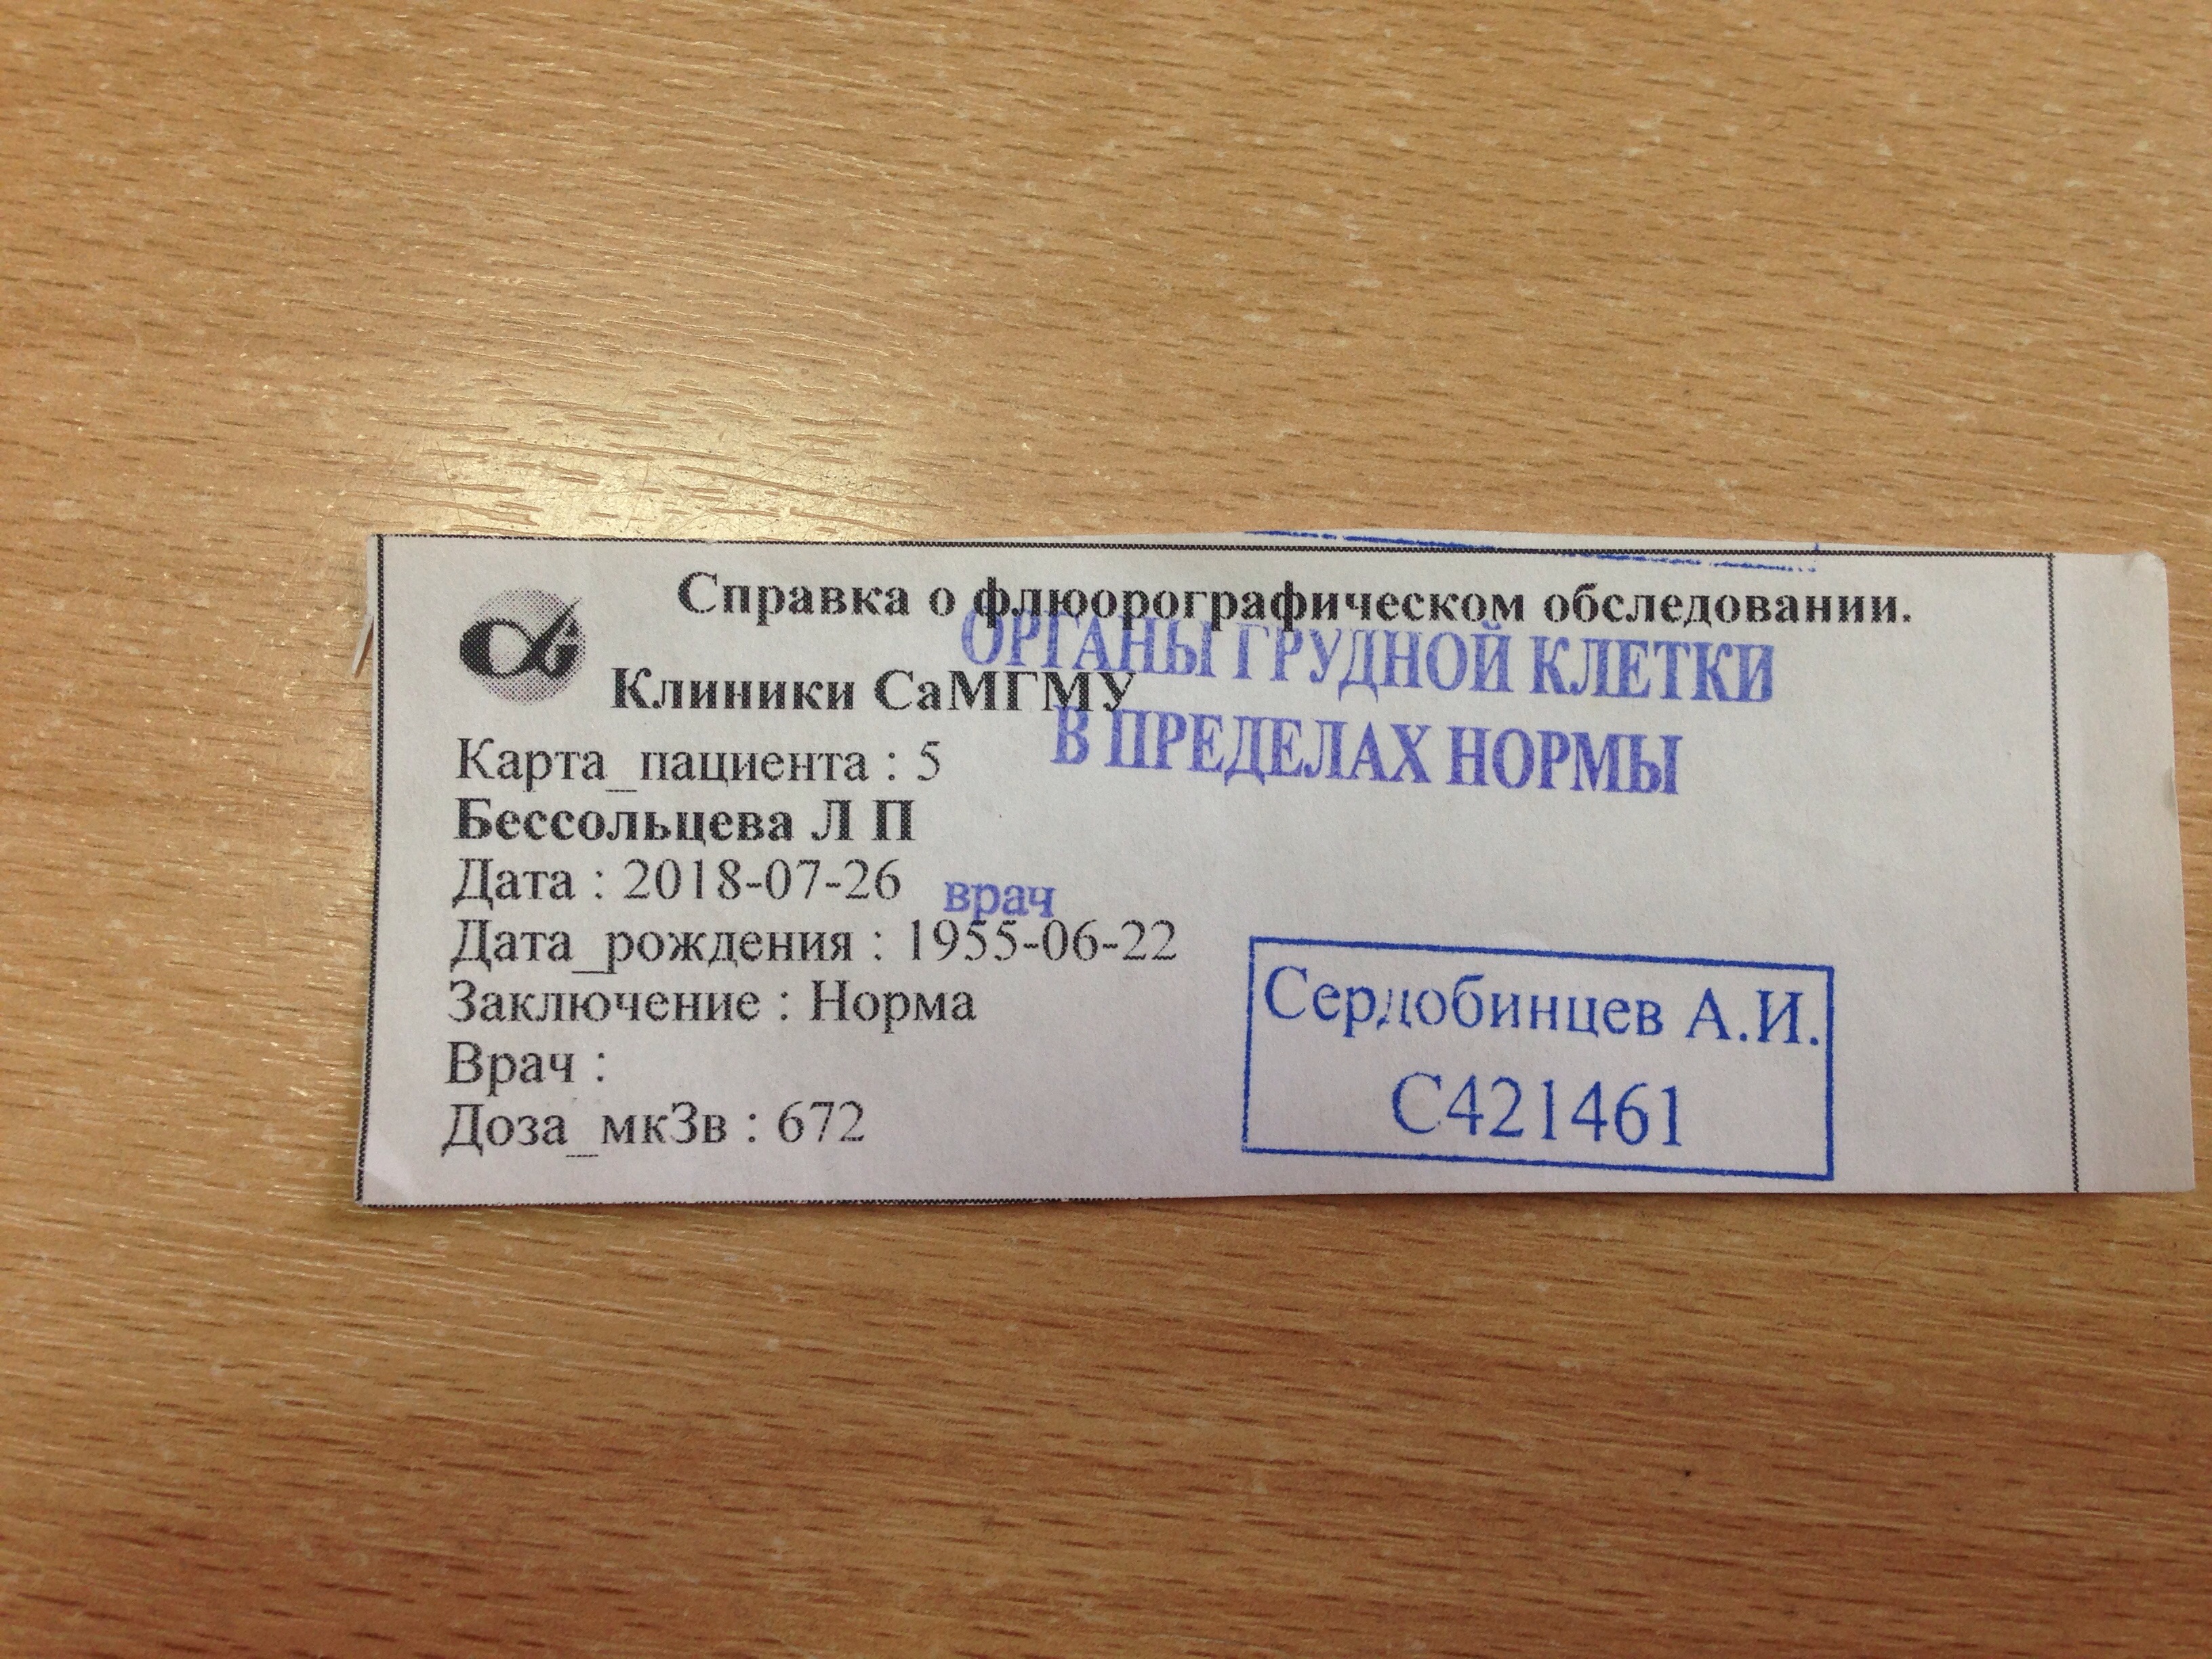 Справка о флюорографическом обследовании.
ОРГАНЫ ГРУДНОЙ КЛЕТКИ
Клиники СаМГМУ
В ПРЕДЕЛАХ НОРМЫ
Карта_пациента : 5
Бессольцева Л П
Дата : 2018-07-26
врач
Дата_рождения : 1955-06-22
Заключение : Норма
Врач :
Доза_мкЗв : 672
Сердобинцев А.И.
С421461